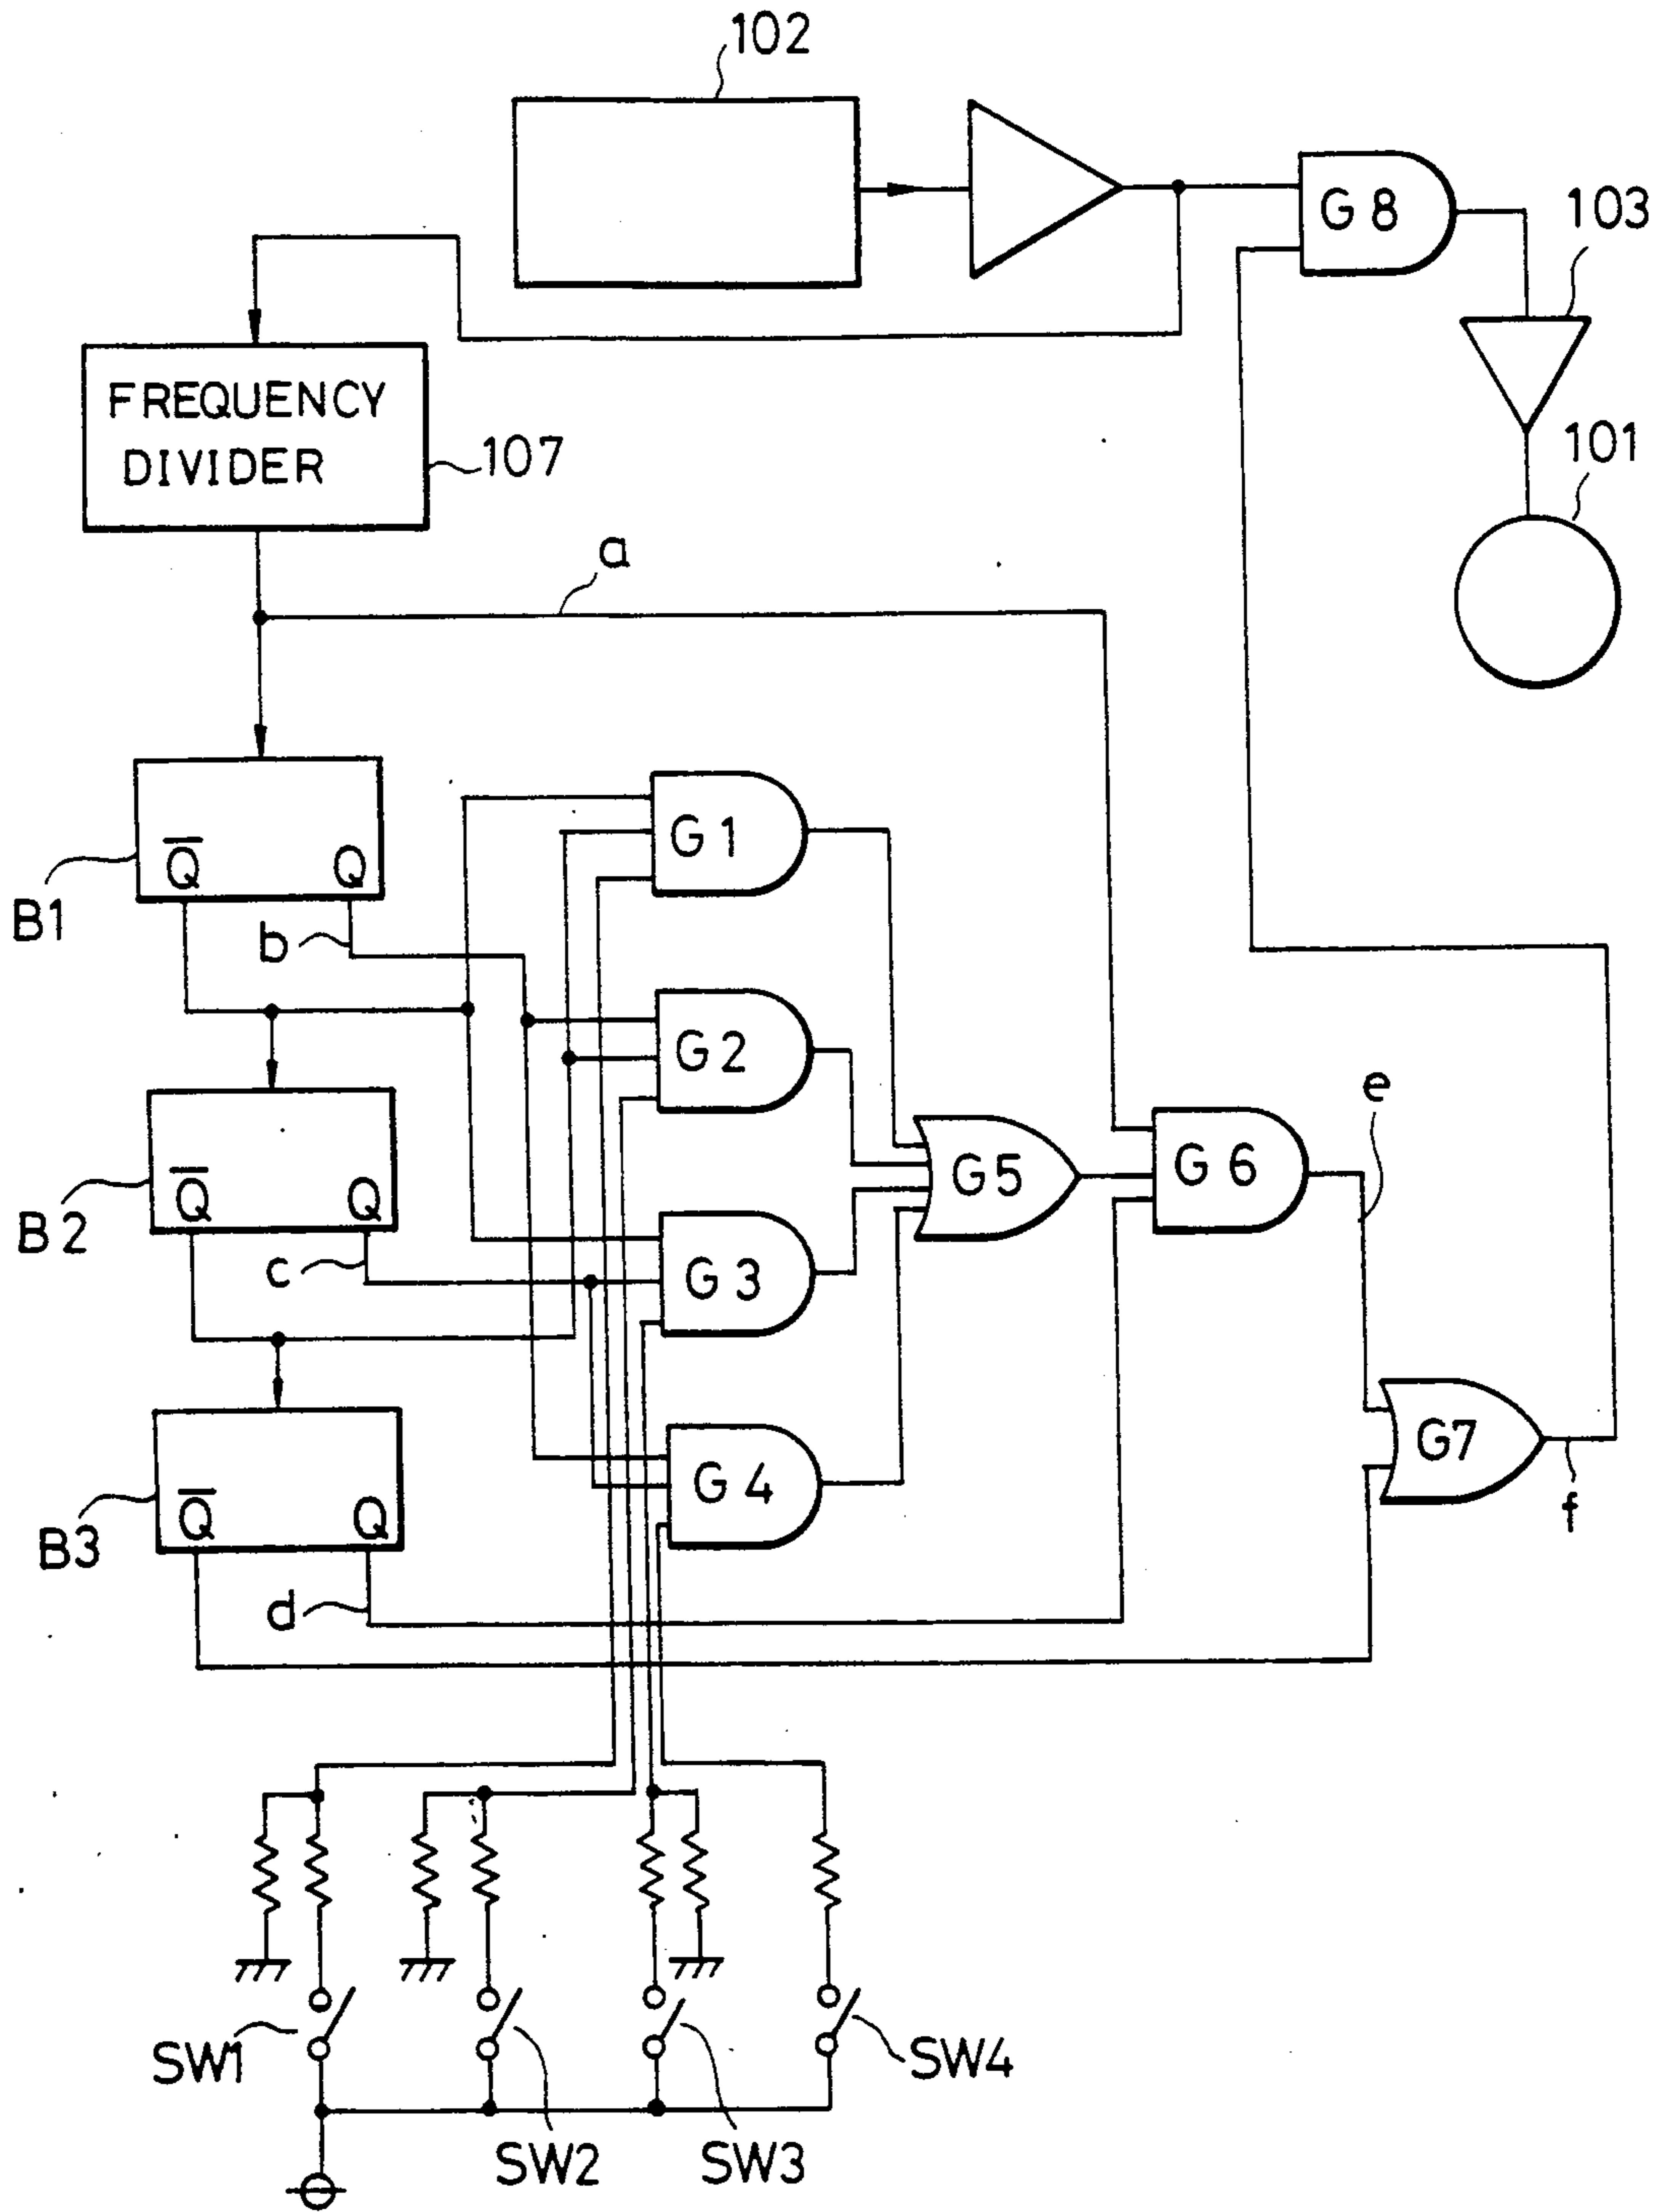 102
G8
103
FREQUENCY
DIVIDER
107
101
a
Q̅ Q
B1
b
G1
G2
Q̅ Q
B2
c
G3
G5
G6
e
Q̅ Q
B3
d
G4
G7
f
SW1
SW2
SW3
SW4